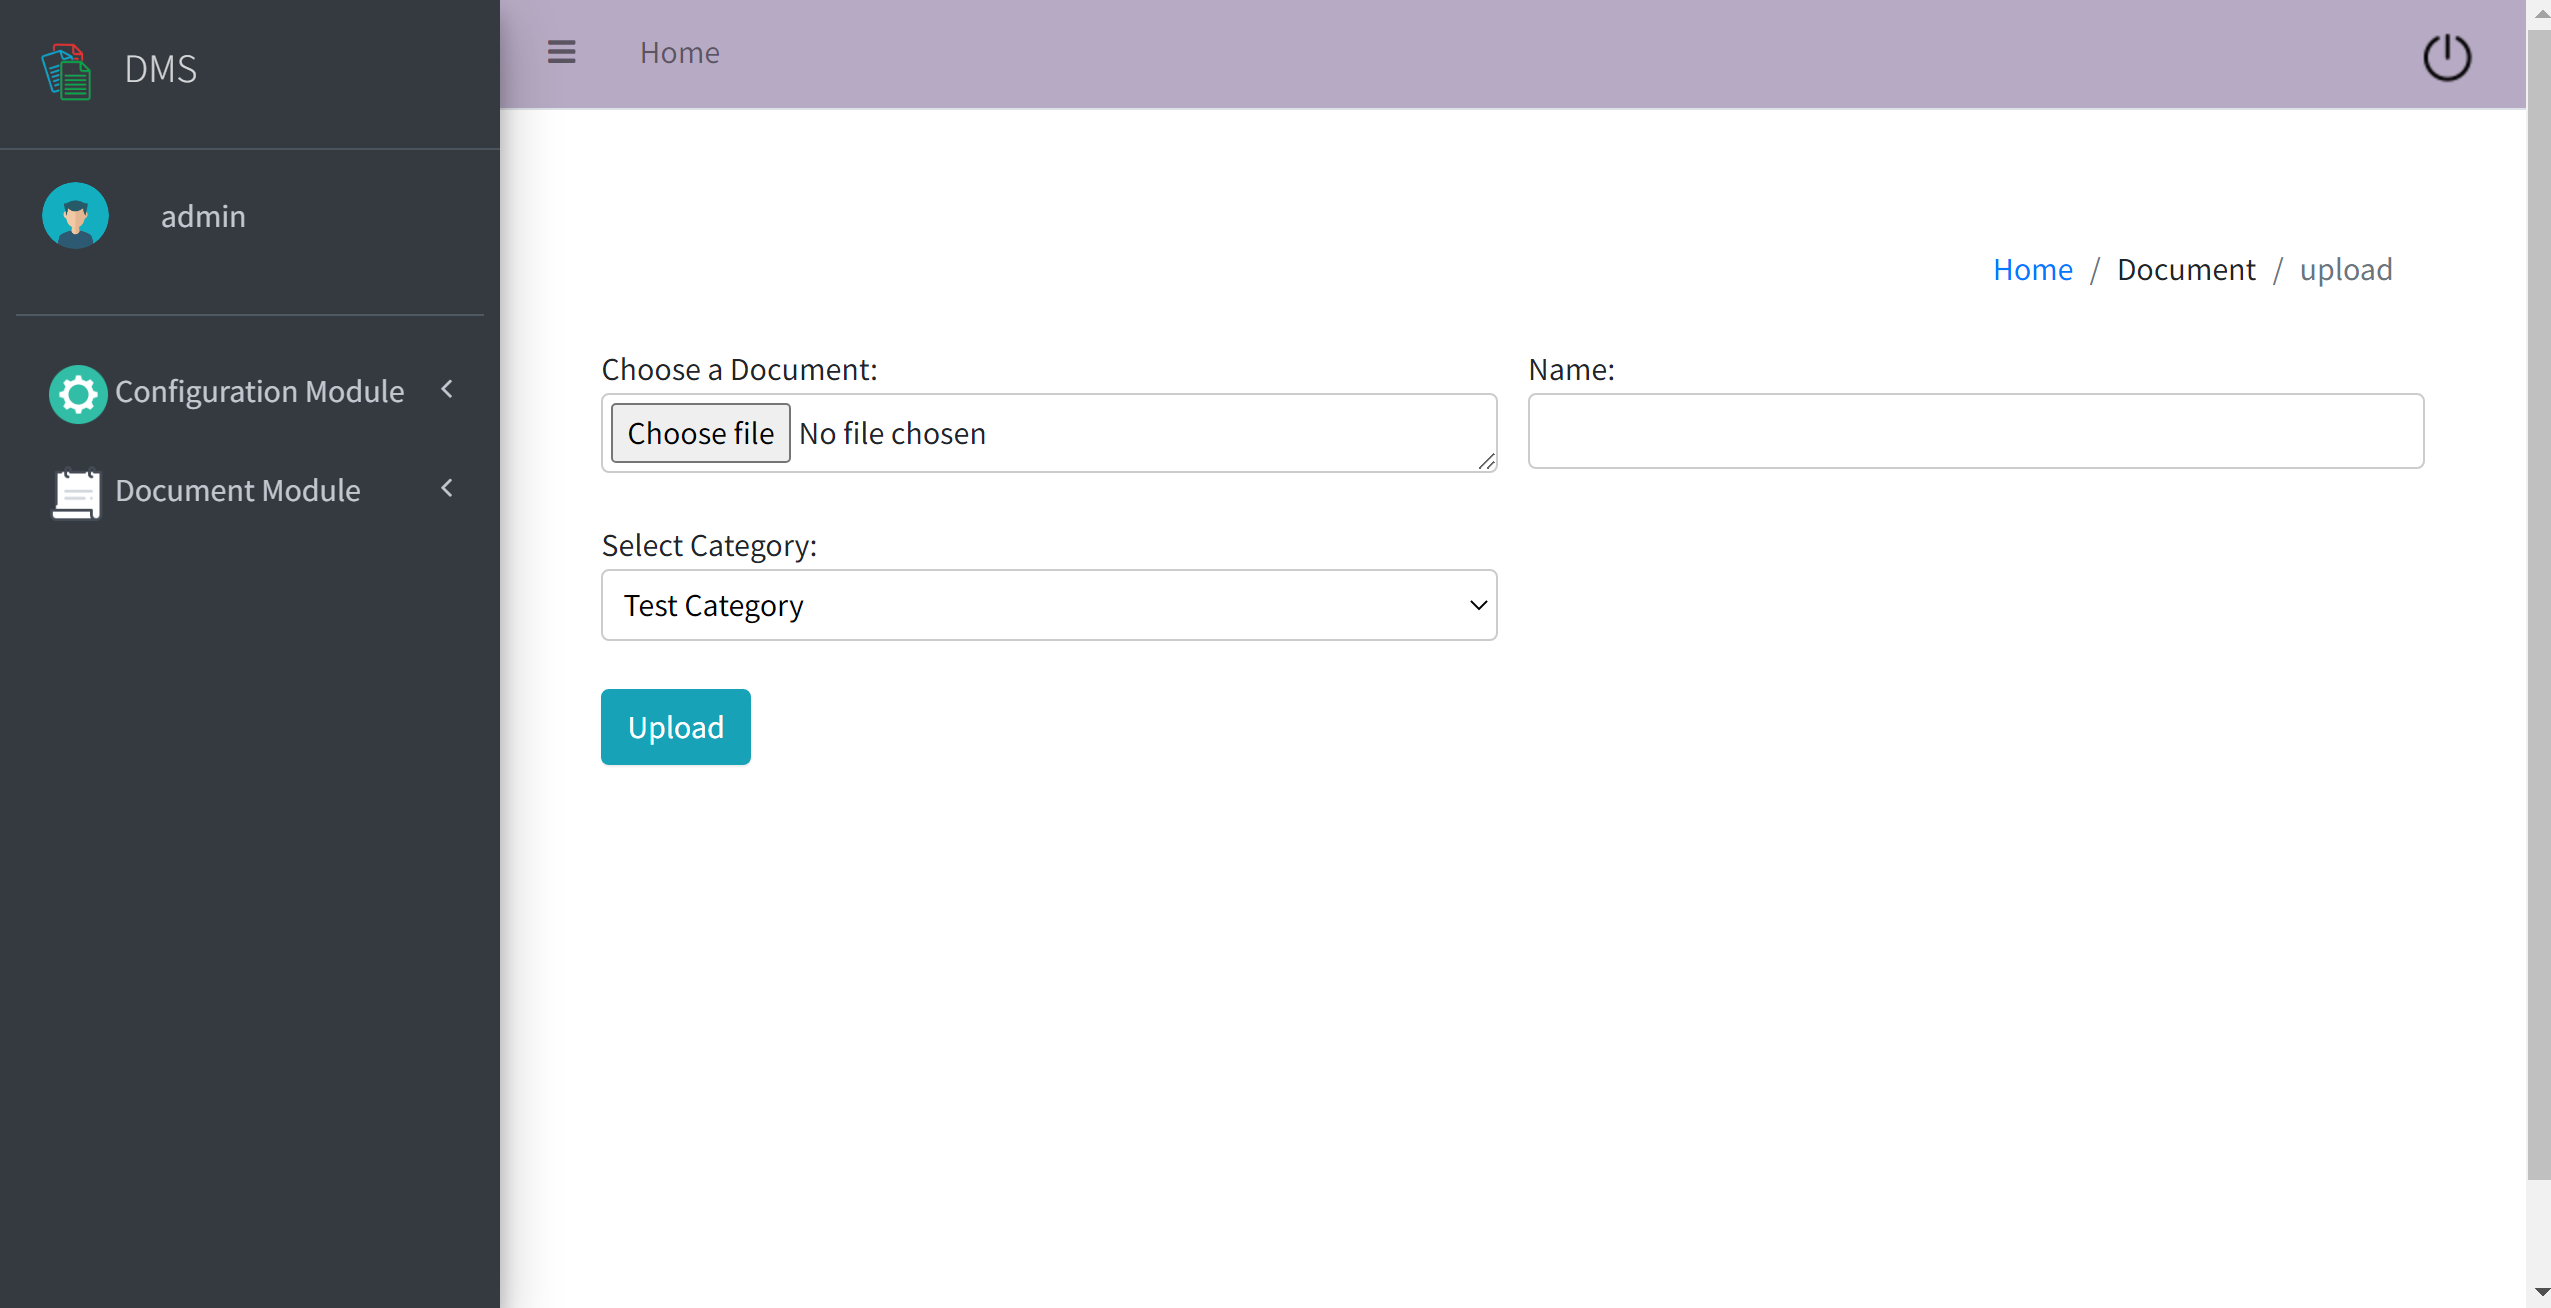 DMS
Home
admin
Home / Document / upload
Configuration Module
Document Module
Choose a Document:
Name:
Choose file No file chosen
Select Category:
Test Category
Upload